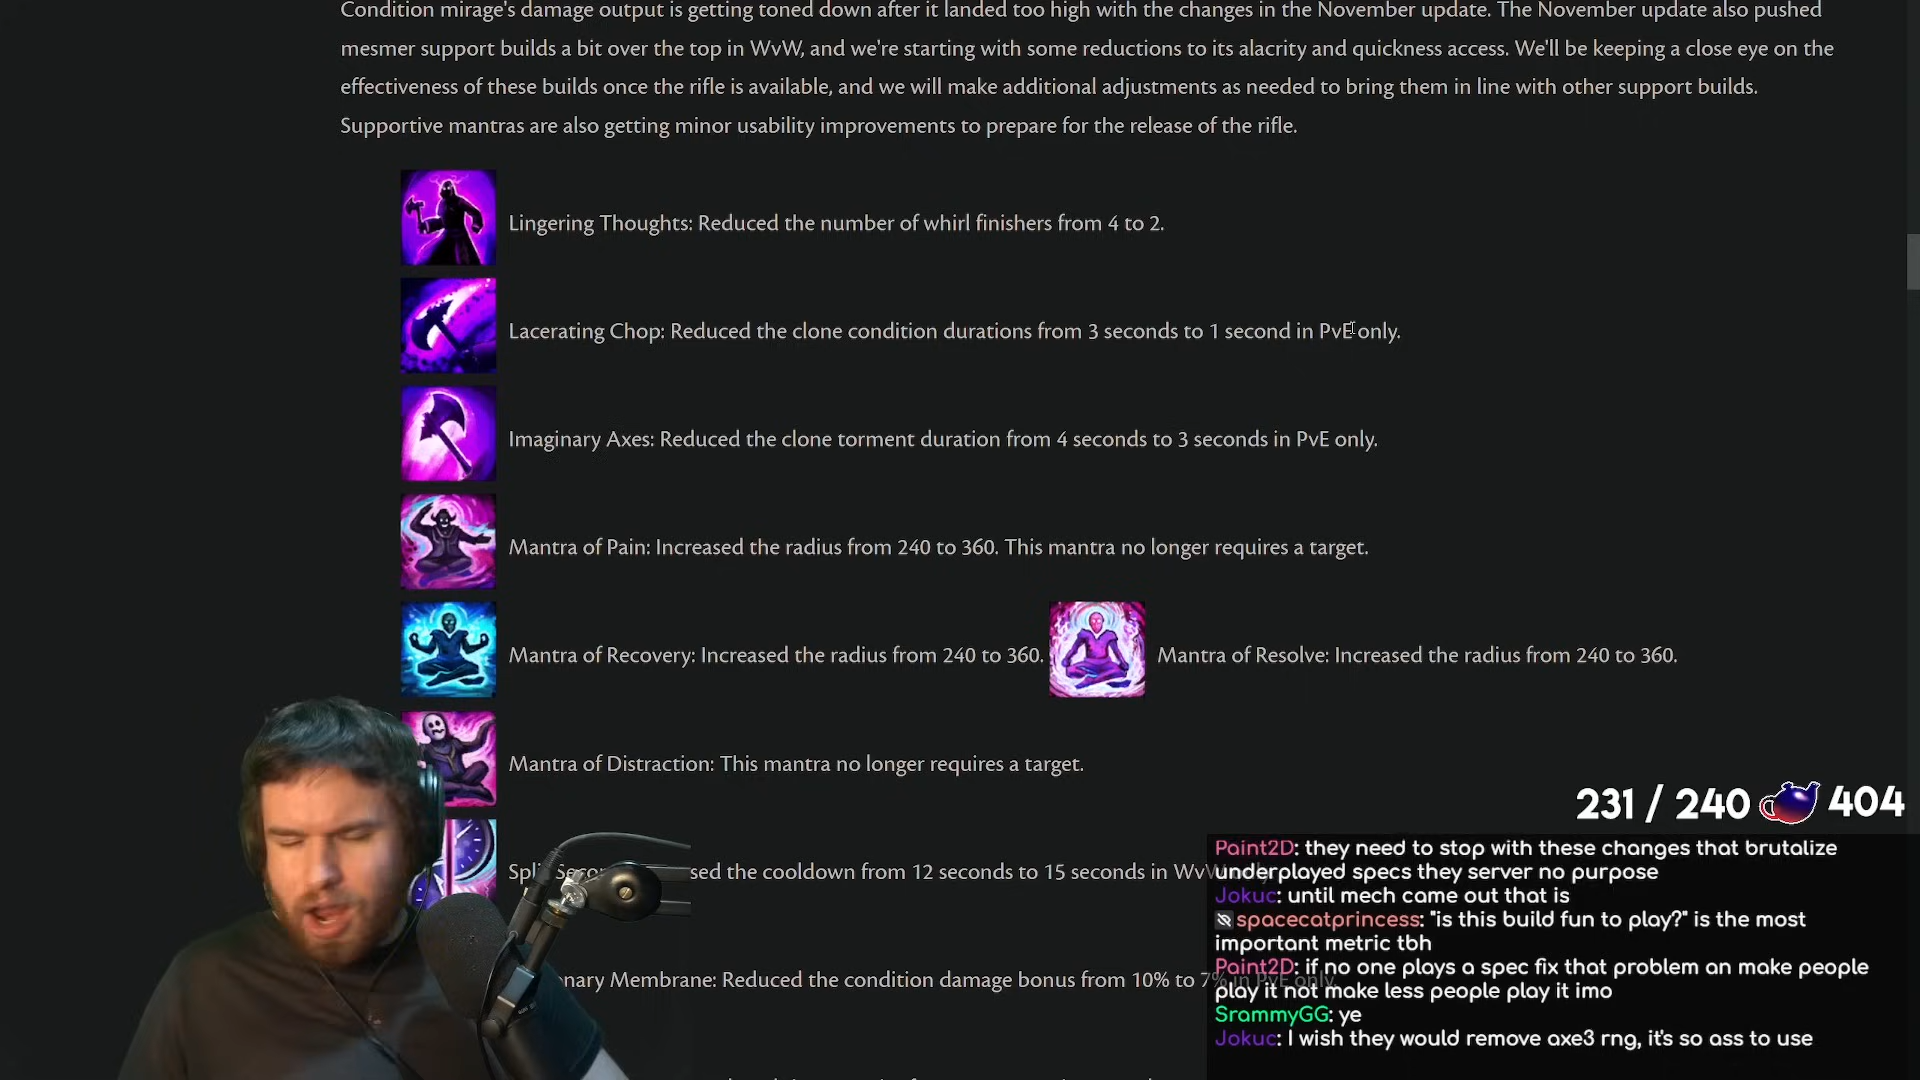 Condition mirage's damage output is getting toned down after it landed too high with the changes in the November update. The November update also pushed
mesmer support builds a bit over the top in WvW, and we're starting with some reductions to its alacrity and quickness access. We'll be keeping a close eye on the
effectiveness of these builds once the rifle is available, and we will make additional adjustments as needed to bring them in line with other support builds.
Supportive mantras are also getting minor usability improvements to prepare for the release of the rifle.
Lingering Thoughts: Reduced the number of whirl finishers from 4 to 2.
Lacerating Chop: Reduced the clone condition durations from 3 seconds to 1 second in PvE only.
Imaginary Axes: Reduced the clone torment duration from 4 seconds to 3 seconds in PvE only.
Mantra of Pain: Increased the radius from 240 to 360. This mantra no longer requires a target.
Mantra of Recovery: Increased the radius from 240 to 360. Mantra of Resolve: Increased the radius from 240 to 360.
Mantra of Distraction: This mantra no longer requires a target.
the cooldown from 12 seconds to 15 seconds in WvW
Membrane: Reduced the condition damage bonus from 10% to 7% in PvE only.
231 / 240 404
Paint2D: they need to stop with these changes that brutalize
underplayed specs they server no purpose
Jokuc: until mech came out that is
spacecatprincess: "is this build fun to play?" is the most
important metric tbh
Paint2D: if no one plays a spec fix that problem an make people
play it not make less people play it imo
SrammyGG: ye
Jokuc: I wish they would remove axe3 rng, it's so ass to use